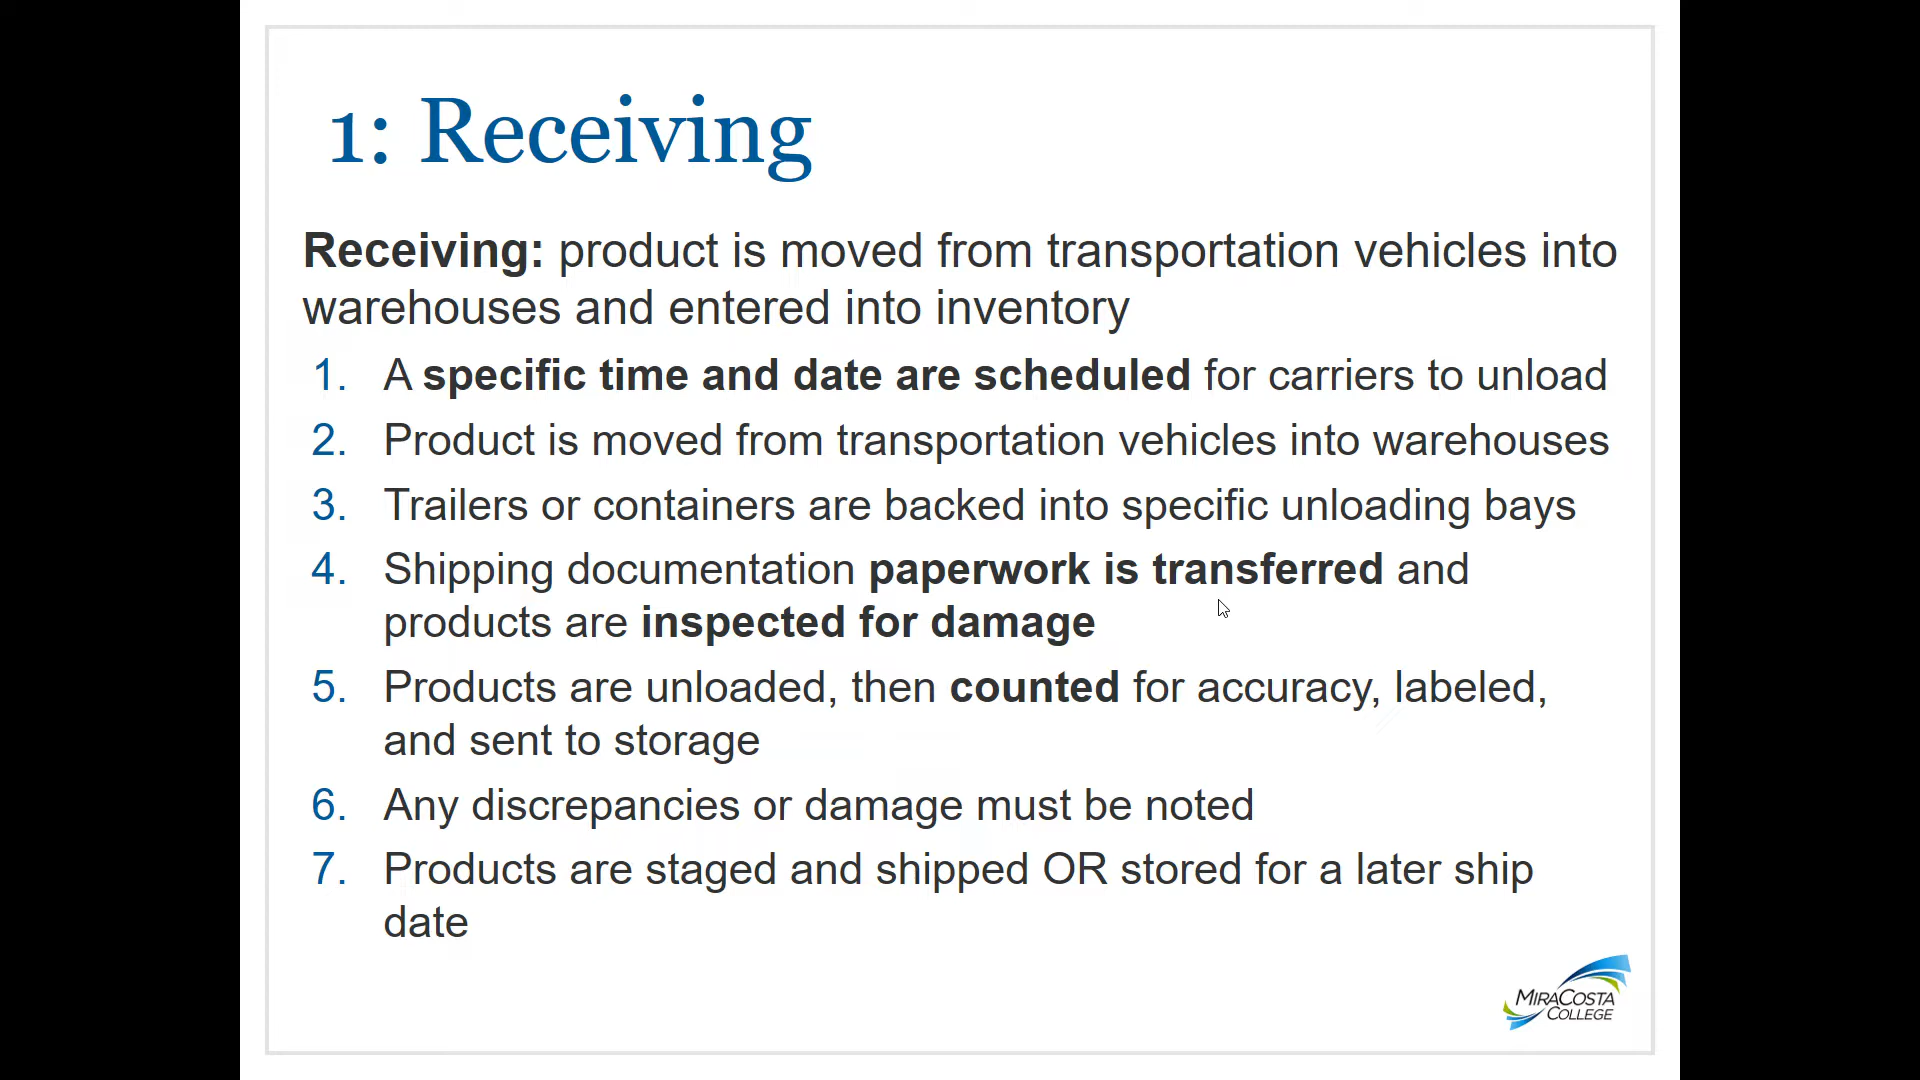 1: Receiving
Receiving: product is moved from transportation vehicles into
warehouses and entered into inventory
1. A specific time and date are scheduled for carriers to unload
2. Product is moved from transportation vehicles into warehouses
3. Trailers or containers are backed into specific unloading bays
4. Shipping documentation paperwork is transferred and
products are inspected for damage
5. Products are unloaded, then counted for accuracy, labeled,
and sent to storage
6. Any discrepancies or damage must be noted
7. Products are staged and shipped OR stored for a later ship
date
MIRACOSTA
COLLEGE